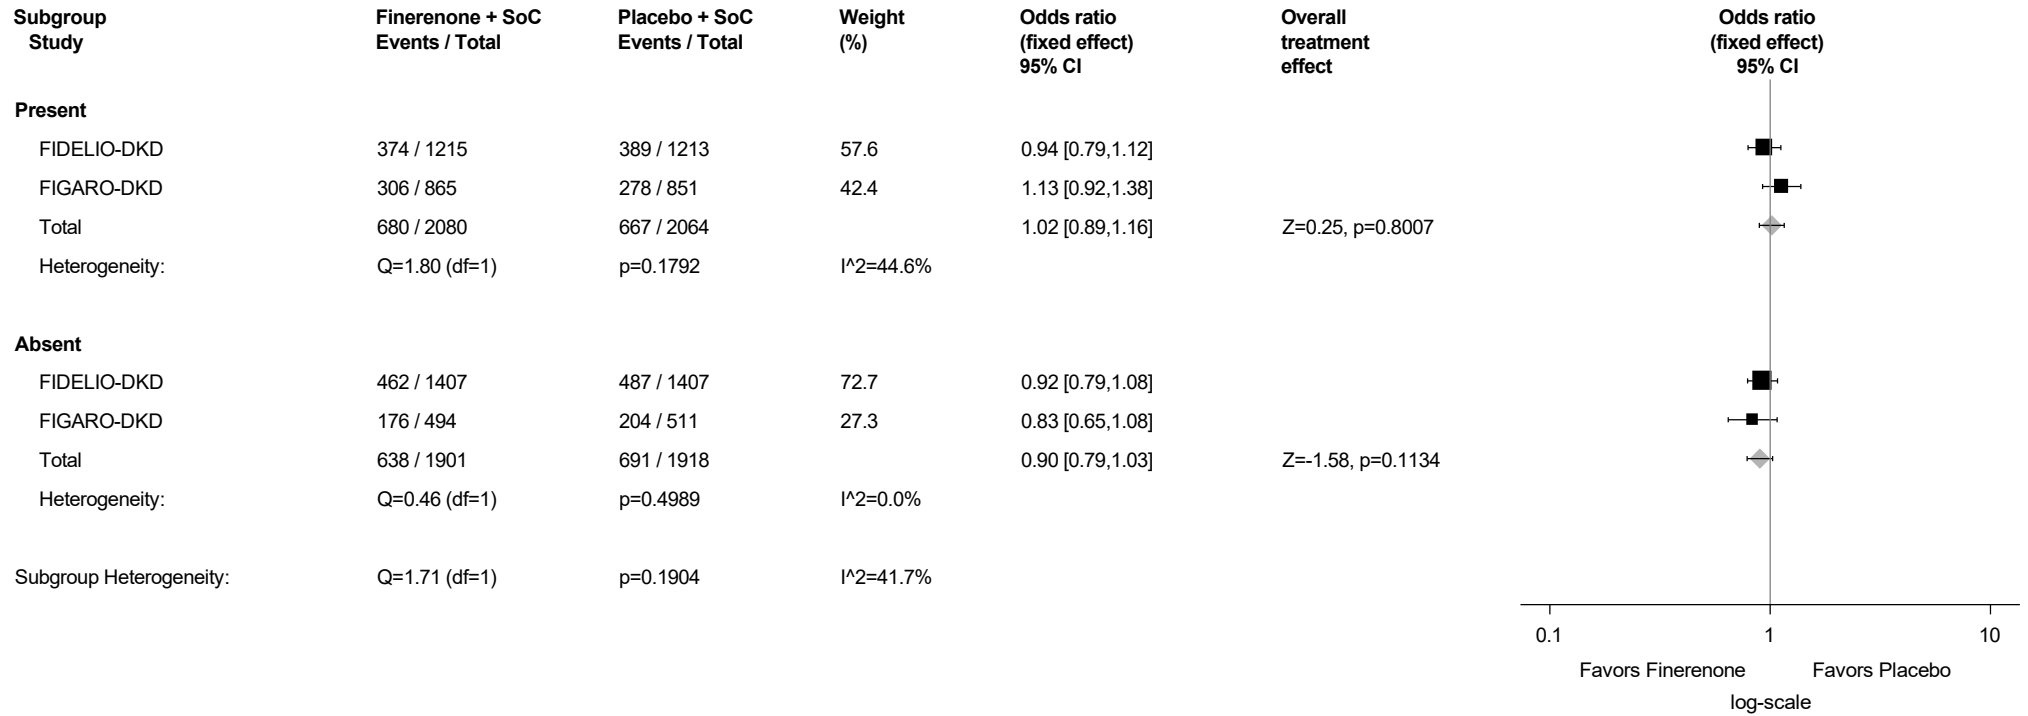 Subgroup Finerenone + SoC Placebo + SoC Weight Odds ratio Overall Odds ratio
Study Events / Total Events / Total (%) (fixed effect) treatment (fixed effect)
95% CI effect 95% CI
Present
FIDELIO-DKD 374 / 1215 389 / 1213 57.6 0.94 [0.79,1.12]
FIGARO-DKD 306 / 865 278 / 851 42.4 1.13 [0.92,1.38]
Total 680 / 2080 667 / 2064 1.02 [0.89,1.16] Z=0.25, p=0.8007
Heterogeneity: Q=1.80 (df=1) p=0.1792 I^2=44.6%
Absent
FIDELIO-DKD 462 / 1407 487 / 1407 72.7 0.92 [0.79,1.08]
FIGARO-DKD 176 / 494 204 / 511 27.3 0.83 [0.65,1.08]
Total 638 / 1901 691 / 1918 0.90 [0.79,1.03] Z=-1.58, p=0.1134
Heterogeneity: Q=0.46 (df=1) p=0.4989 I^2=0.0%
Subgroup Heterogeneity: Q=1.71 (df=1) p=0.1904 I^2=41.7%
0.1 1 10
Favors Finerenone Favors Placebo
log-scale